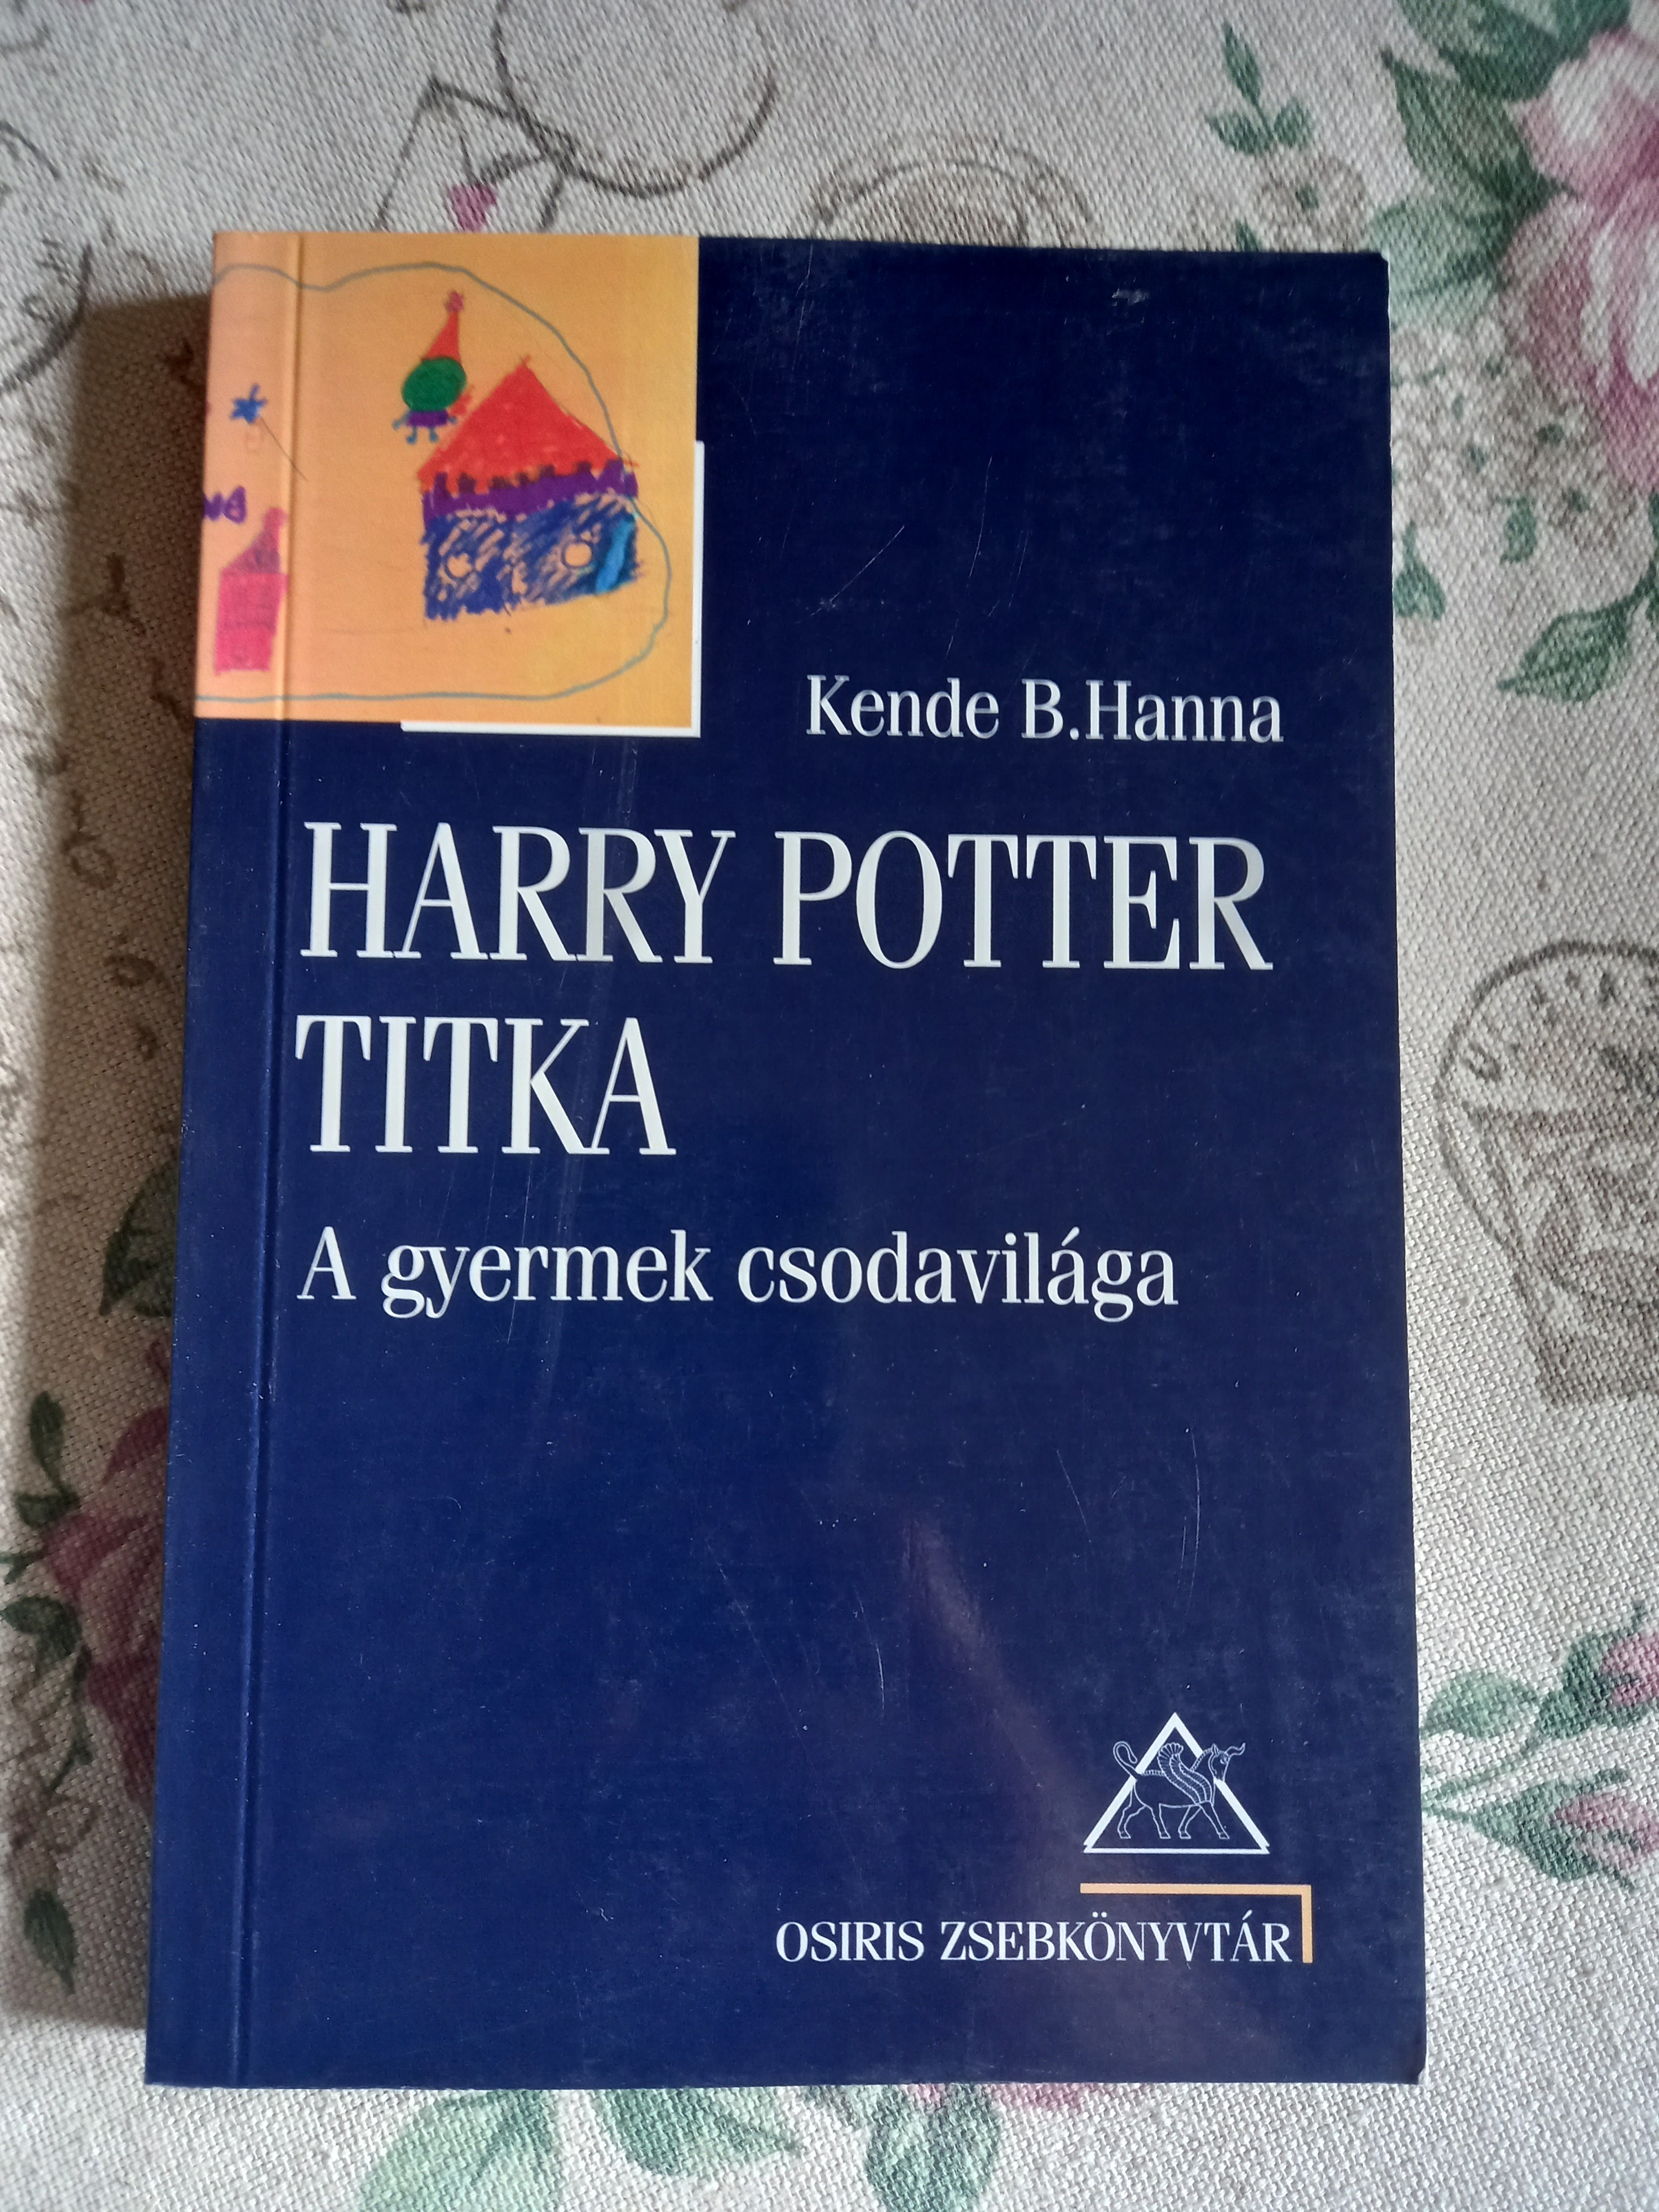 Kende B.Hanna
HARRY POTTER
TITKA
A gyermek csodavilága
OSIRIS ZSEBKÖNYVTÁR